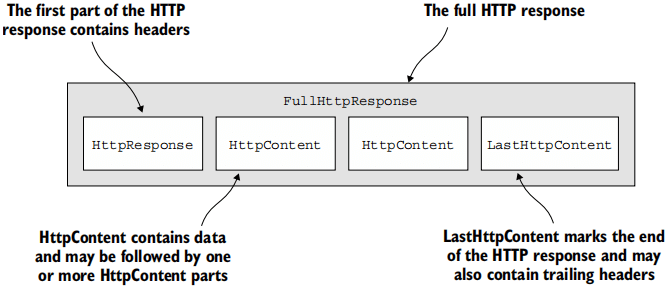 The first part of the HTTP
response contains headers
The full HTTP response
FullHttpResponse
HttpResponse
HttpContent
HttpContent
LastHttpContent
HttpContent contains data
and may be followed by one
or more HttpContent parts
LastHttpContent marks the end
of the HTTP response and may
also contain trailing headers